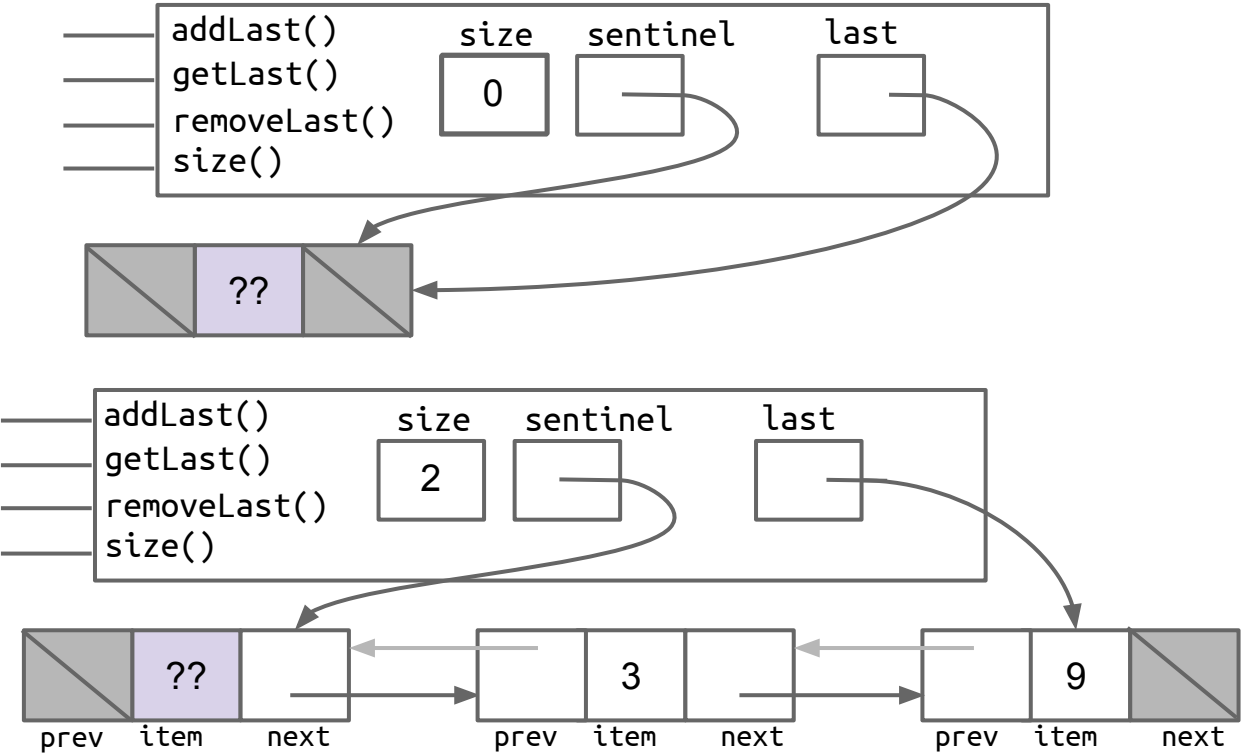 addLast() size sentinel last
getLast() 0
removeLast()
size()
??
addLast() size sentinel last
getLast() 2
removeLast()
size()
?? 3 9
prev item next prev item next prev item next